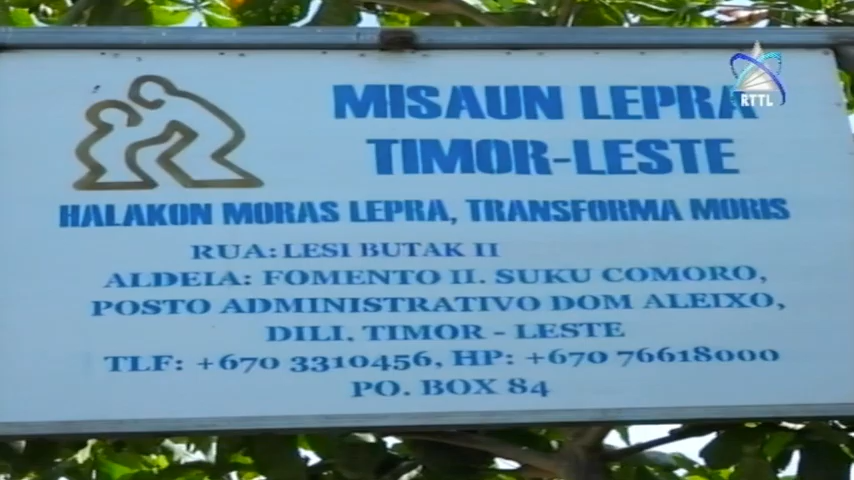 MISAUN LEPRA
RTTL
TIMOR-LESTE
HALAKON MORAS LEPRA, TRANSFORMA MORIS
RUA: LESI BUTAK II
ALDEIA: FOMENTO II. SUKU COMORO,
POSTO ADMINISTRATIVO DOM ALEIXO,
DILI. TIMOR - LESTE
TLF: +670 3310456, HP: +670 76618000
PO. BOX 84